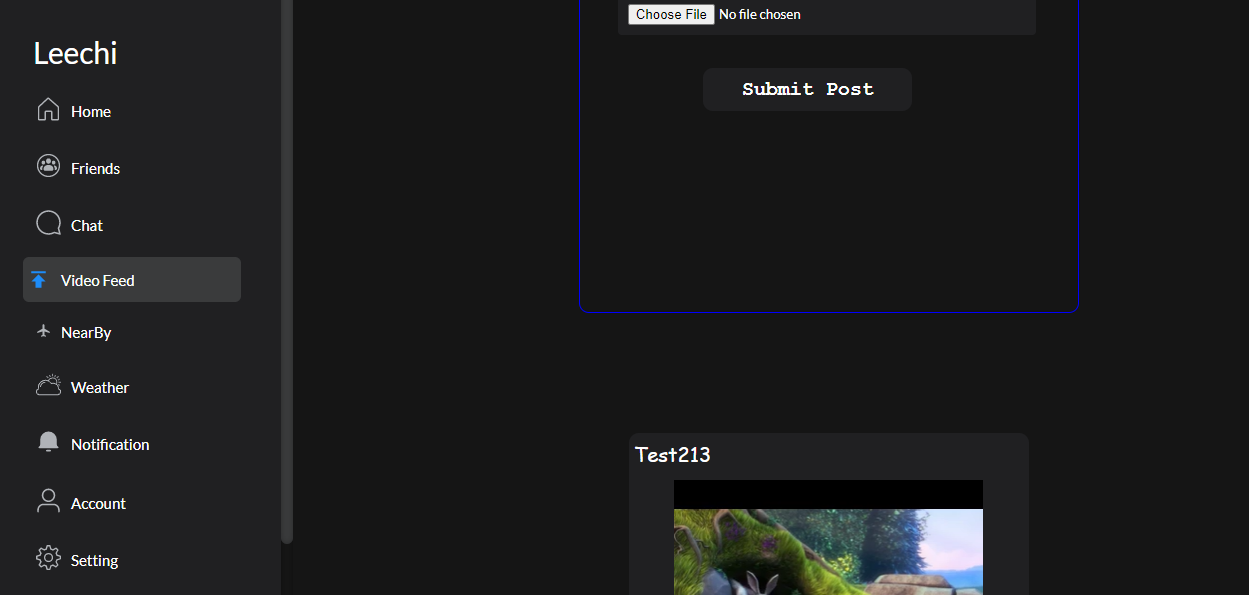 Leechi
Home
Friends
Chat
Video Feed
NearBy
Weather
Notification
Account
Setting
Choose File No file chosen
Submit Post
Test213